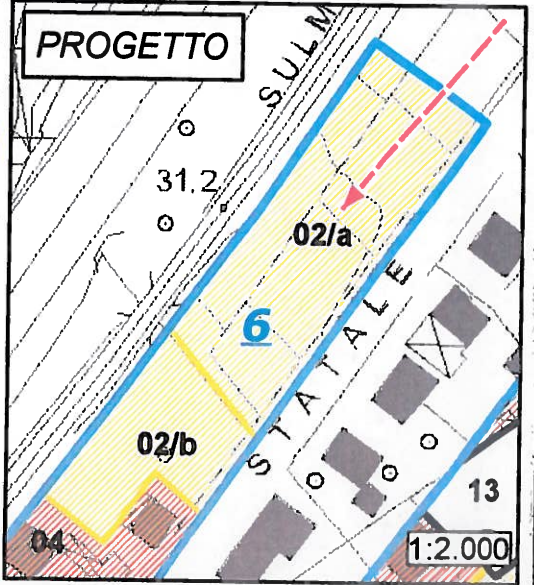 PROGETTO
SULM
31.2
02/a
6
STATALE
02/b
04
13
1:2.000